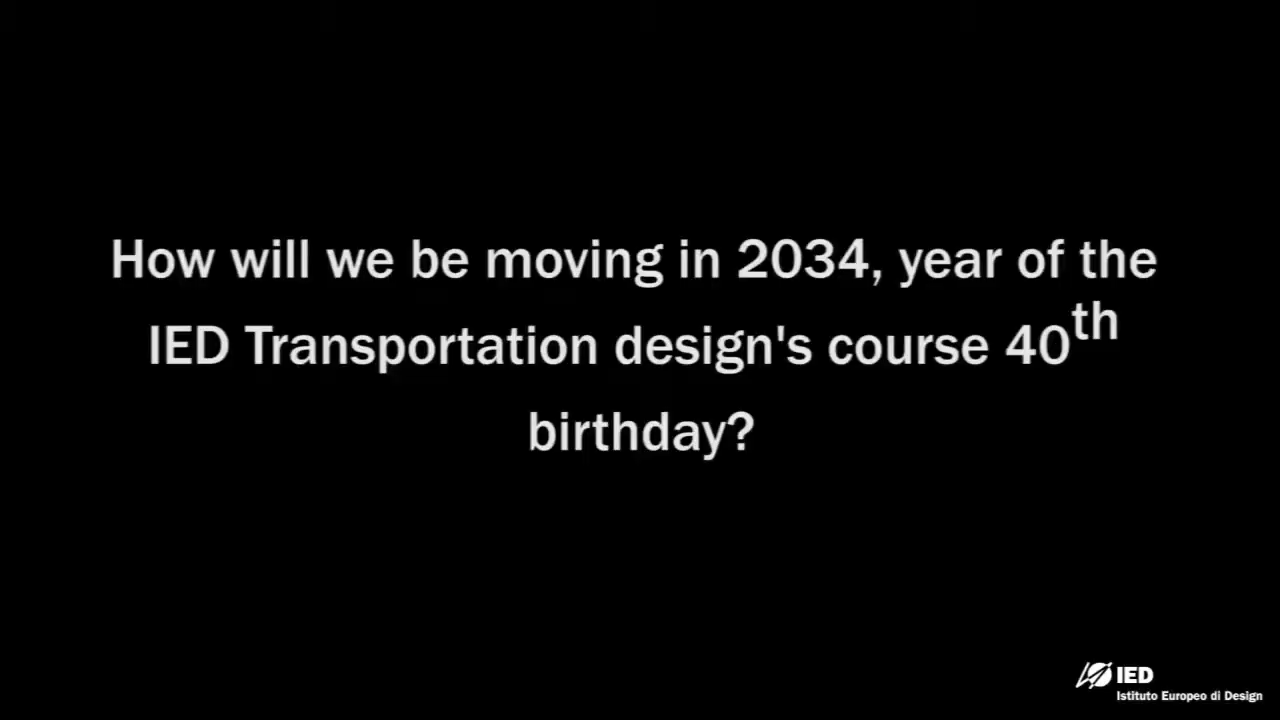 How will we be moving in 2034, year of the
IED Transportation design's course 40th
birthday?
IED
Istituto Europeo di Design